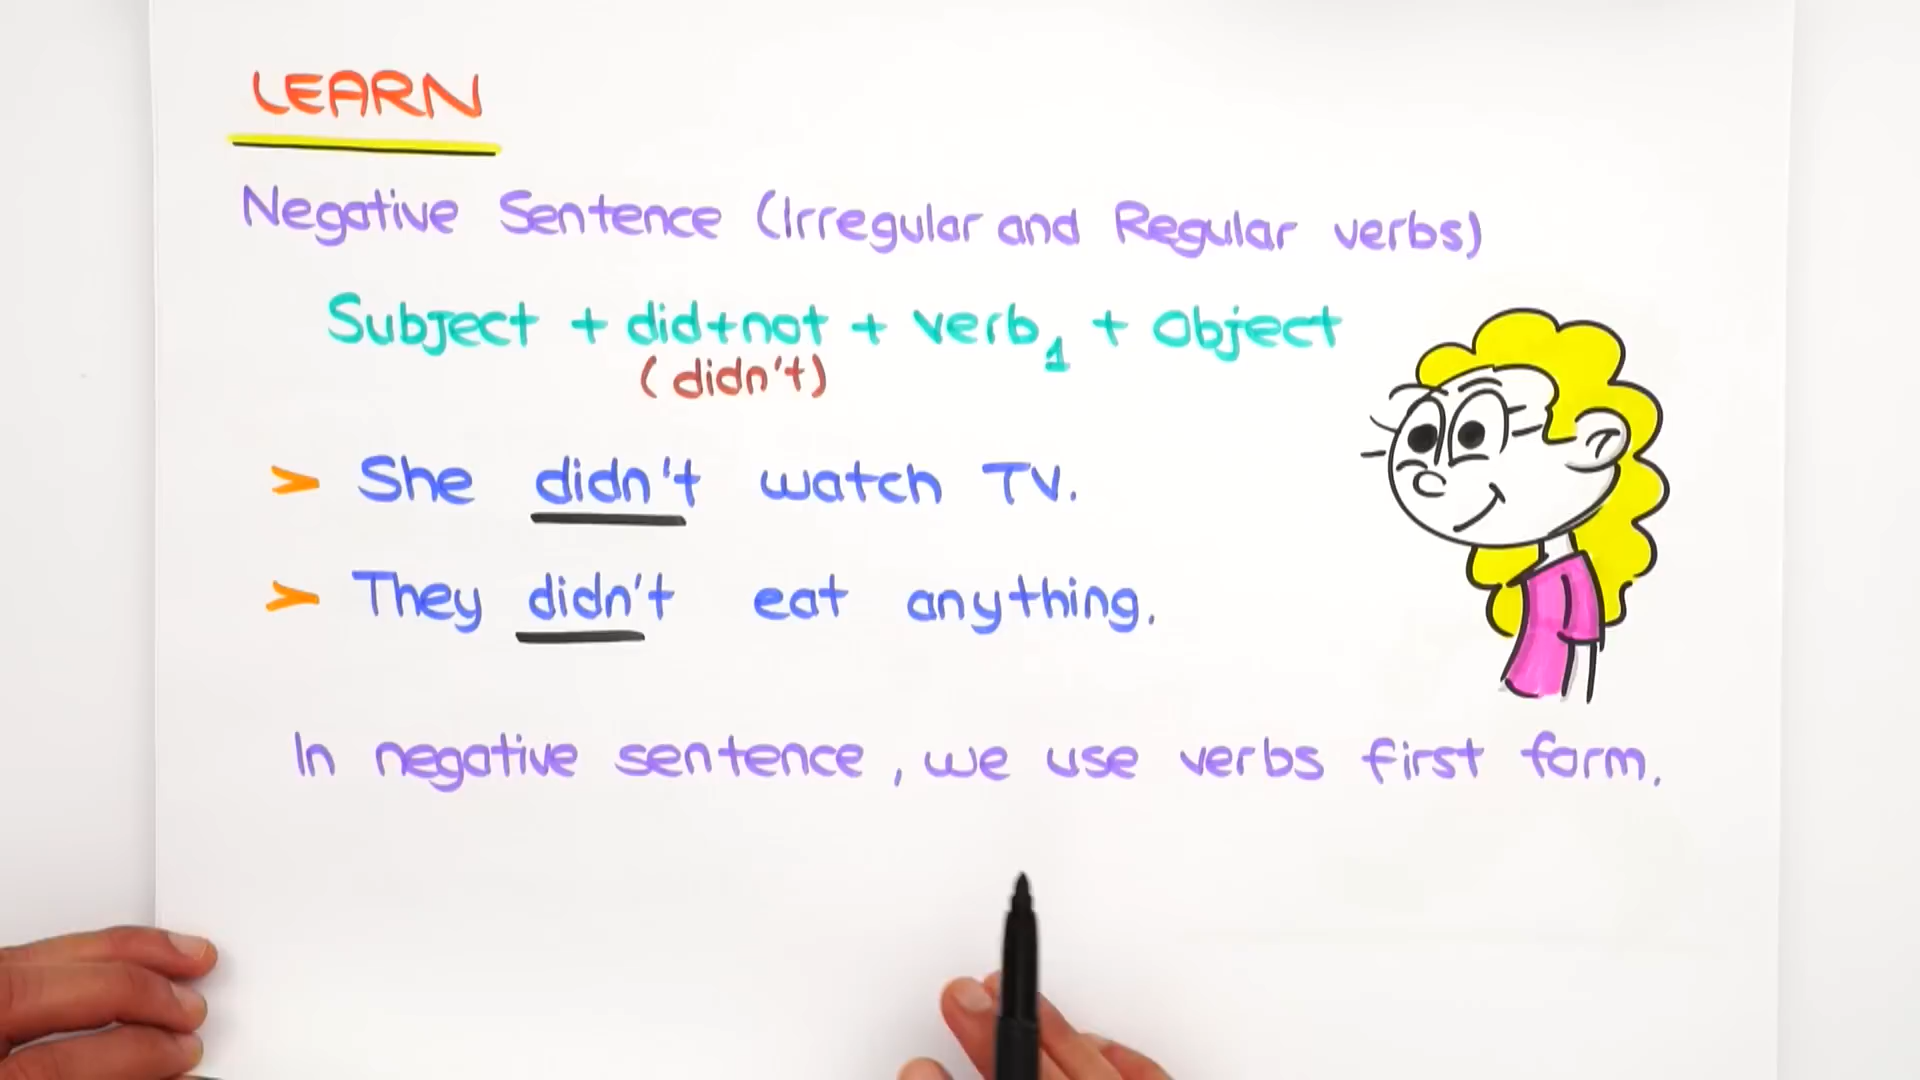 LEARN
Negative Sentence (Irregular and Regular verbs)
Subject + did+not + verb₁ + Object
(didn't)
> She didn't watch TV.
> They didn't eat anything.
In negative sentence, we use verbs first form.